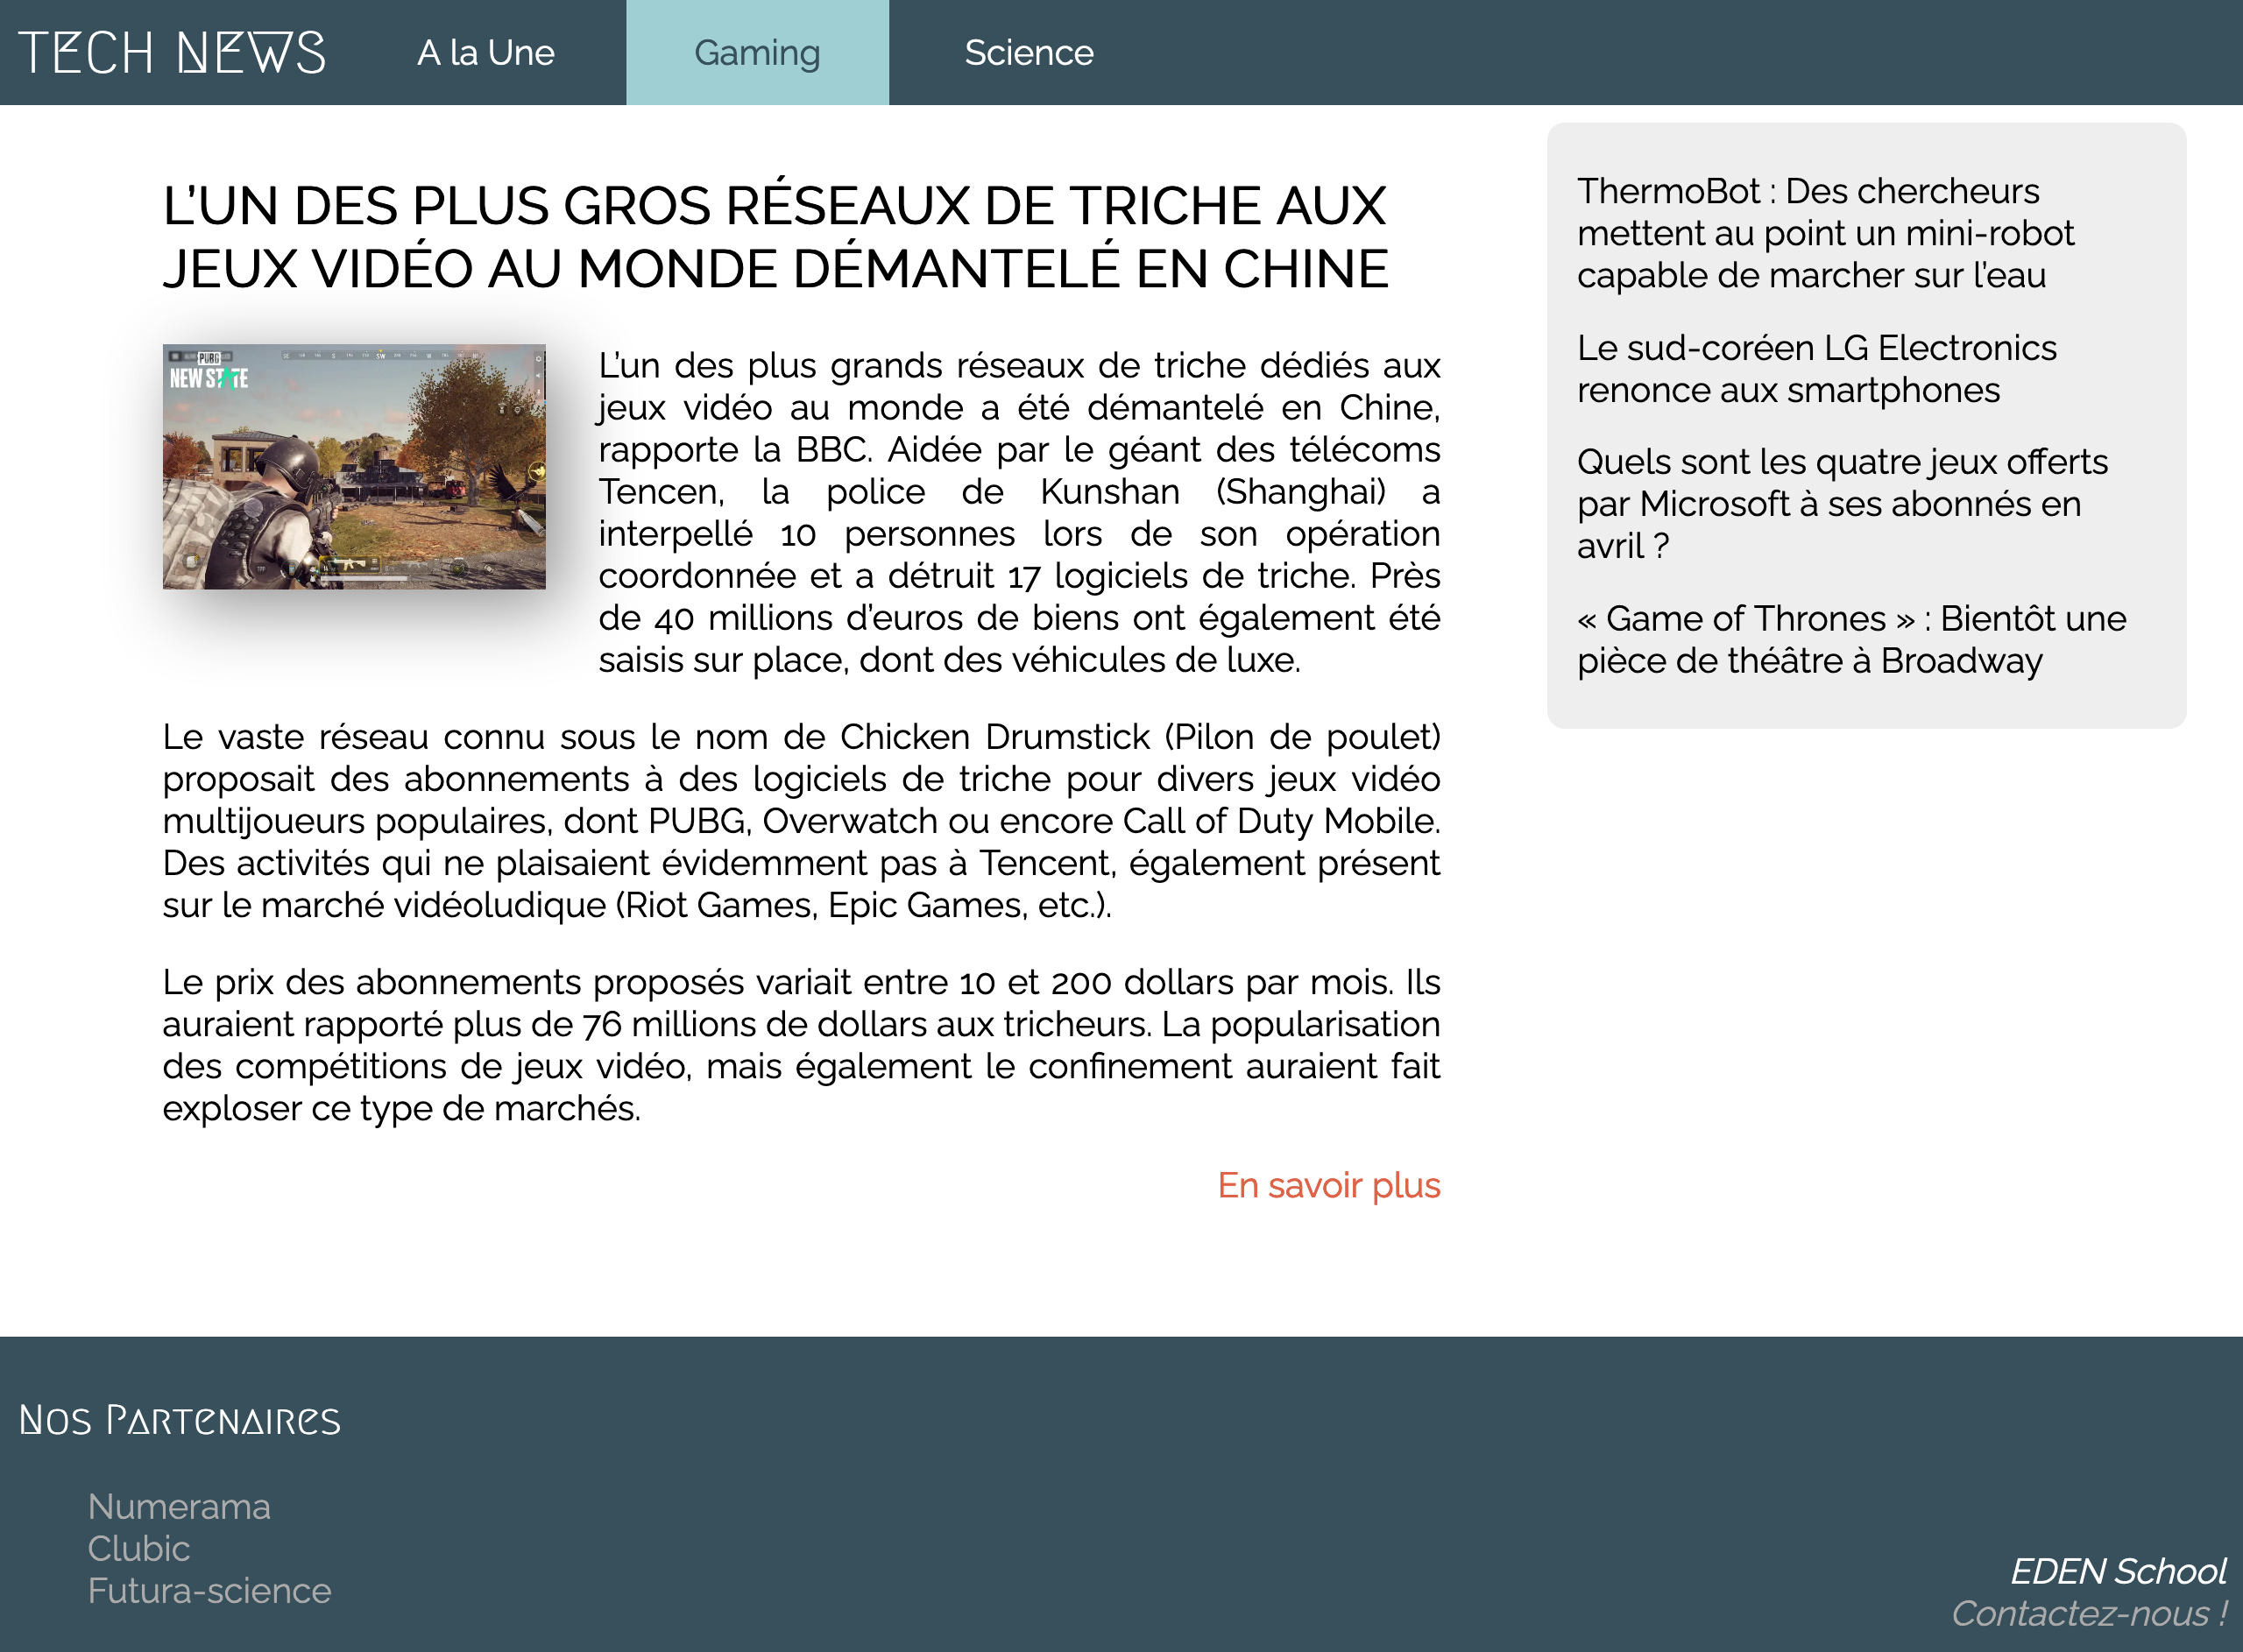 TECH NEWS
A la Une
Gaming
Science
L’UN DES PLUS GROS RÉSEAUX DE TRICHE AUX
JEUX VIDÉO AU MONDE DÉMANTELÉ EN CHINE
PUBG
NEW STATE
L’un des plus grands réseaux de triche dédiés aux
jeux vidéo au monde a été démantelé en Chine,
rapporte la BBC. Aidée par le géant des télécoms
Tencen, la police de Kunshan (Shanghai) a
interpellé 10 personnes lors de son opération
coordonnée et a détruit 17 logiciels de triche. Près
de 40 millions d’euros de biens ont également été
saisis sur place, dont des véhicules de luxe.
Le vaste réseau connu sous le nom de Chicken Drumstick (Pilon de poulet)
proposait des abonnements à des logiciels de triche pour divers jeux vidéo
multijoueurs populaires, dont PUBG, Overwatch ou encore Call of Duty Mobile.
Des activités qui ne plaisaient évidemment pas à Tencent, également présent
sur le marché vidéoludique (Riot Games, Epic Games, etc.).
Le prix des abonnements proposés variait entre 10 et 200 dollars par mois. Ils
auraient rapporté plus de 76 millions de dollars aux tricheurs. La popularisation
des compétitions de jeux vidéo, mais également le confinement auraient fait
exploser ce type de marchés.
En savoir plus
ThermoBot : Des chercheurs
mettent au point un mini-robot
capable de marcher sur l’eau
Le sud-coréen LG Electronics
renonce aux smartphones
Quels sont les quatre jeux offerts
par Microsoft à ses abonnés en
avril ?
« Game of Thrones » : Bientôt une
pièce de théâtre à Broadway
Nos Partenaires
Numerama
Clubic
Futura-science
EDEN School
Contactez-nous !